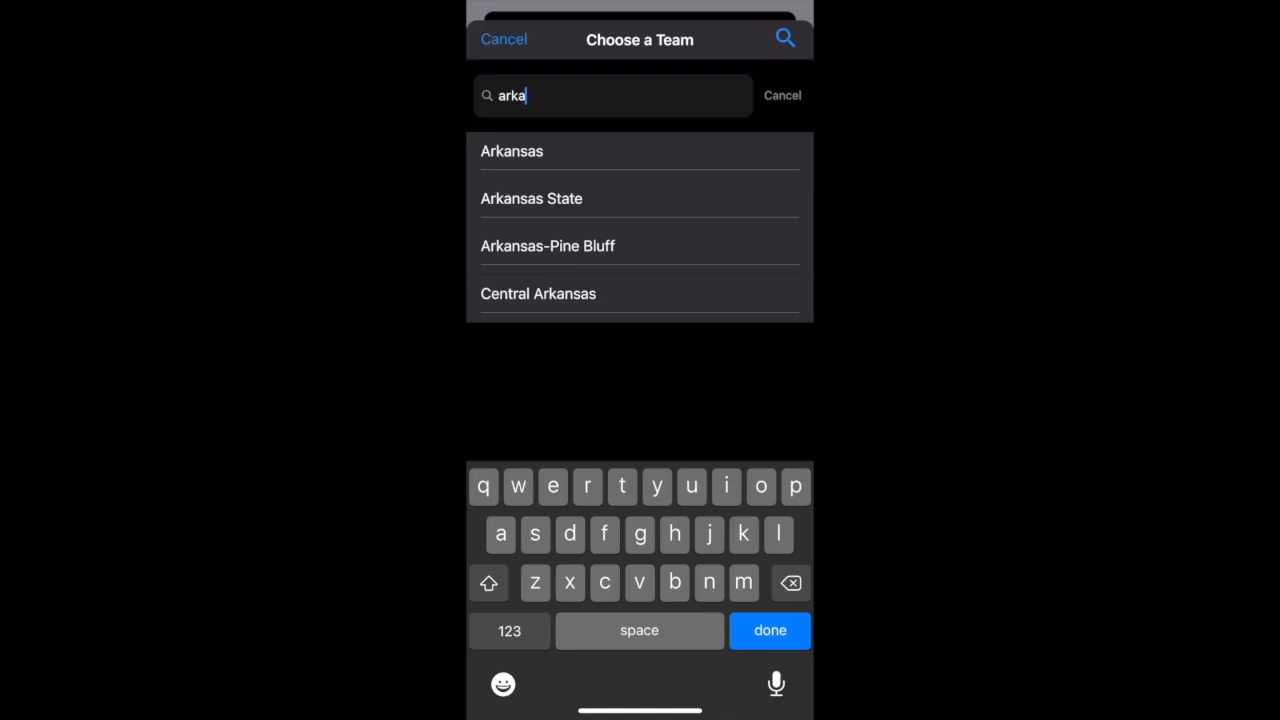 Cancel Choose a Team
arka Cancel
Arkansas
Arkansas State
Arkansas-Pine Bluff
Central Arkansas
q w e r t y u i o p
a s d f g h j k l
z x c v b n m
123 space done